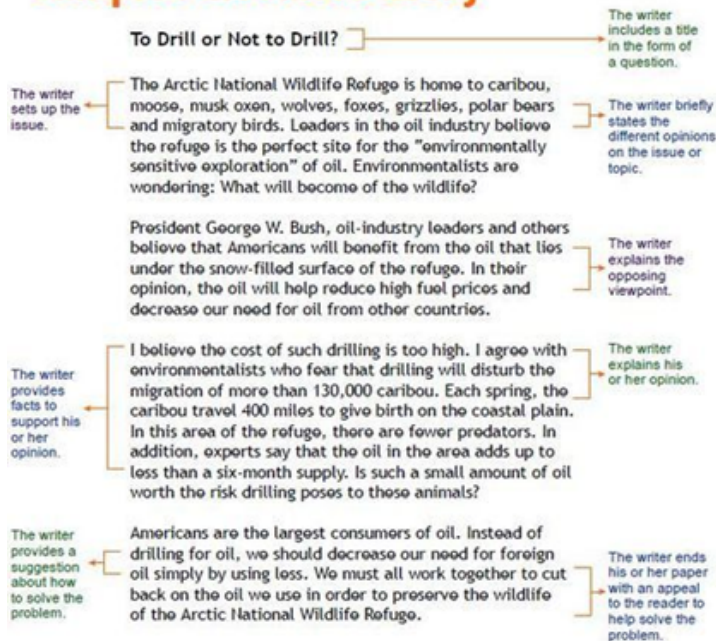 To Drill or Not to Drill?
The writer
includes a title
in the form of
a question.
The writer
sets up the
issue.
The Arctic National Wildlife Refuge is home to caribou,
moose, musk oxen, wolves, foxes, grizzlies, polar bears
and migratory birds. Leaders in the oil industry believe
the refuge is the perfect site for the "environmentally
sensitive exploration" of oil. Environmentalists are
wondering: What will become of the wildlife?
The writer briefly
states the
different opinions
on the issue or
topic.
President George W. Bush, oil-industry leaders and others
believe that Americans will benefit from the oil that lies
under the snow-filled surface of the refuge. In their
opinion, the oil will help reduce high fuel prices and
decrease our need for oil from other countries.
The writer
explains the
opposing
viewpoint.
The writer
provides
facts to
support his
or her
opinion.
I believe the cost of such drilling is too high. I agree with
environmentalists who fear that drilling will disturb the
migration of more than 130,000 caribou. Each spring, the
caribou travel 400 miles to give birth on the coastal plain.
In this area of the refuge, there are fewer predators. In
addition, experts say that the oil in the area adds up to
less than a six-month supply. Is such a small amount of oil
worth the risk drilling poses to these animals?
The writer
explains his
or her opinion.
The writer
provides a
suggestion
about how
to solve the
problem.
Americans are the largest consumers of oil. Instead of
drilling for oil, we should decrease our need for foreign
oil simply by using less. We must all work together to cut
back on the oil we use in order to preserve the wildlife
of the Arctic National Wildlife Refuge.
The writer ends
his or her paper
with an appeal
to the reader to
help solve the
problem.